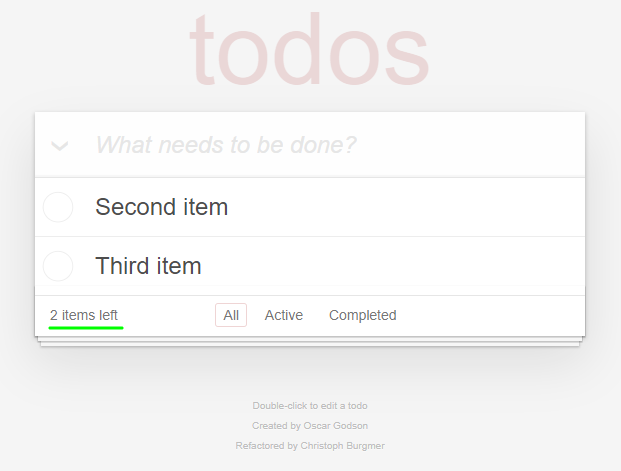 todos
What needs to be done?
Second item
Third item
2 items left All Active Completed
Double-click to edit a todo
Created by Oscar Godson
Refactored by Christoph Burgmer